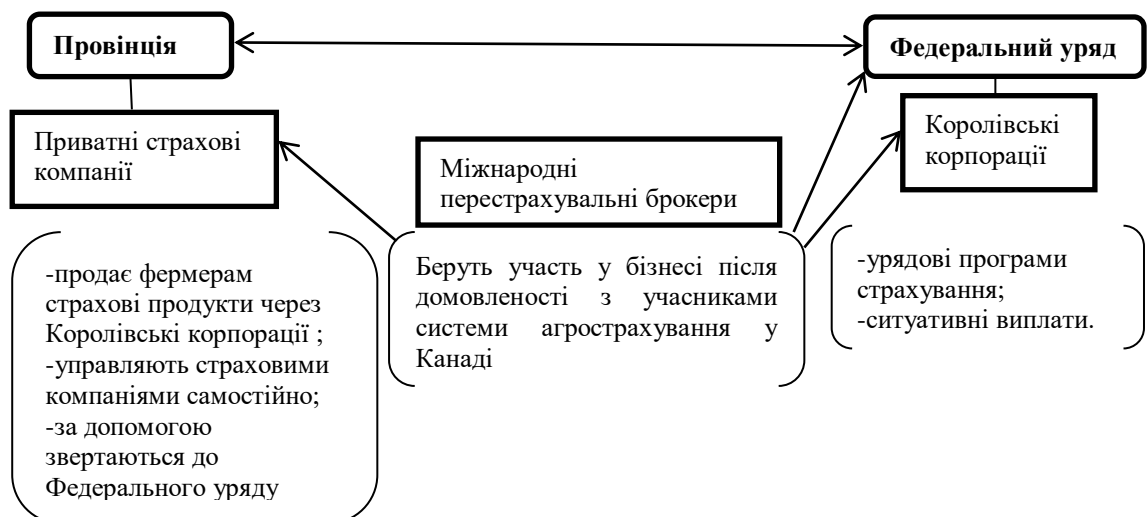 Провінція
Федеральний уряд
Приватні страхові
компанії
Міжнародні
перестрахувальні брокери
Королівські
корпорації
-продає фермерам
страхові продукти через
Королівські корпорації ;
-управляють страховими
компаніями самостійно;
-за допомогою
звертаються до
Федерального уряду
Беруть участь у бізнесі після
домовленості з учасниками
системи агрострахування у
Канаді
-урядові програми
страхування;
-ситуативні виплати.